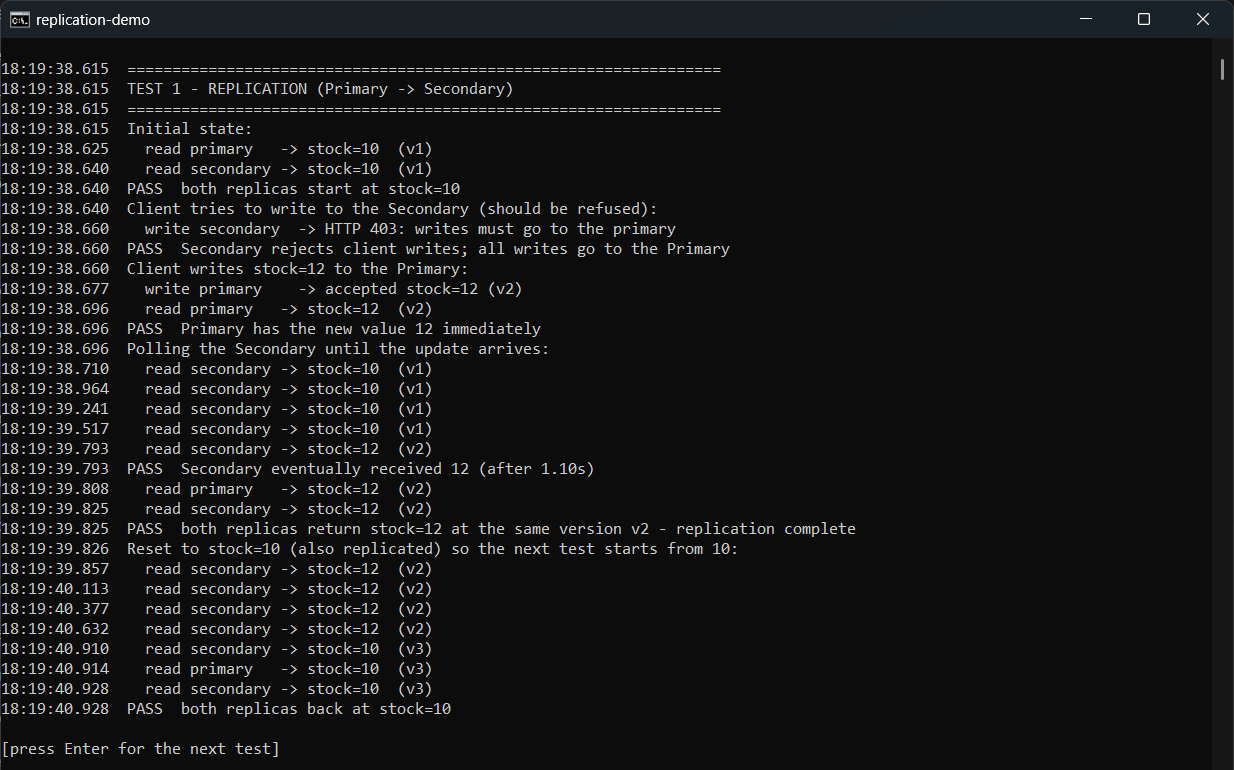 replication-demo
18:19:38.615  ==================================================================
18:19:38.615  TEST 1 - REPLICATION (Primary -> Secondary)
18:19:38.615  ==================================================================
18:19:38.615  Initial state:
18:19:38.625    read primary   -> stock=10  (v1)
18:19:38.640    read secondary -> stock=10  (v1)
18:19:38.640  PASS  both replicas start at stock=10
18:19:38.640  Client tries to write to the Secondary (should be refused):
18:19:38.660    write secondary  -> HTTP 403: writes must go to the primary
18:19:38.660  PASS  Secondary rejects client writes; all writes go to the Primary
18:19:38.660  Client writes stock=12 to the Primary:
18:19:38.677    write primary    -> accepted stock=12 (v2)
18:19:38.696    read primary   -> stock=12  (v2)
18:19:38.696  PASS  Primary has the new value 12 immediately
18:19:38.696  Polling the Secondary until the update arrives:
18:19:38.710    read secondary -> stock=10  (v1)
18:19:38.964    read secondary -> stock=10  (v1)
18:19:39.241    read secondary -> stock=10  (v1)
18:19:39.517    read secondary -> stock=10  (v1)
18:19:39.793    read secondary -> stock=12  (v2)
18:19:39.793  PASS  Secondary eventually received 12 (after 1.10s)
18:19:39.808    read primary   -> stock=12  (v2)
18:19:39.825    read secondary -> stock=12  (v2)
18:19:39.825  PASS  both replicas return stock=12 at the same version v2 - replication complete
18:19:39.826  Reset to stock=10 (also replicated) so the next test starts from 10:
18:19:39.857    read secondary -> stock=12  (v2)
18:19:40.113    read secondary -> stock=12  (v2)
18:19:40.377    read secondary -> stock=12  (v2)
18:19:40.632    read secondary -> stock=12  (v2)
18:19:40.910    read secondary -> stock=10  (v3)
18:19:40.914    read primary   -> stock=10  (v3)
18:19:40.928    read secondary -> stock=10  (v3)
18:19:40.928  PASS  both replicas back at stock=10
[press Enter for the next test]